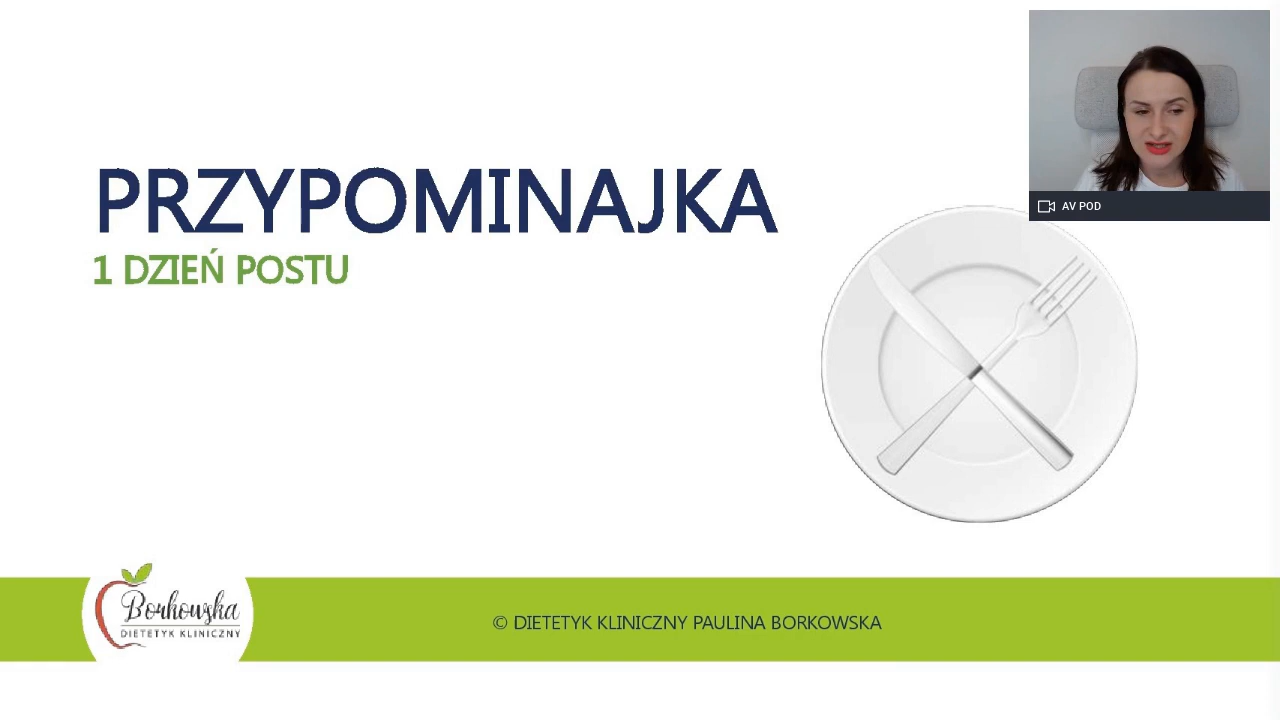 AV POD
PRZYPOMINAJKA
1 DZIEŃ POSTU
Borkowska
DIETETYK KLINICZNY
© DIETETYK KLINICZNY PAULINA BORKOWSKA